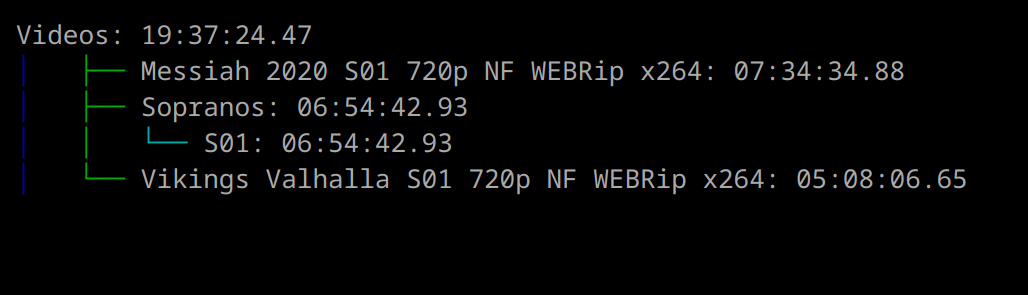 Videos: 19:37:24.47
Messiah 2020 S01 720p NF WEBRip x264: 07:34:34.88
Sopranos: 06:54:42.93
S01: 06:54:42.93
Vikings Valhalla S01 720p NF WEBRip x264: 05:08:06.65